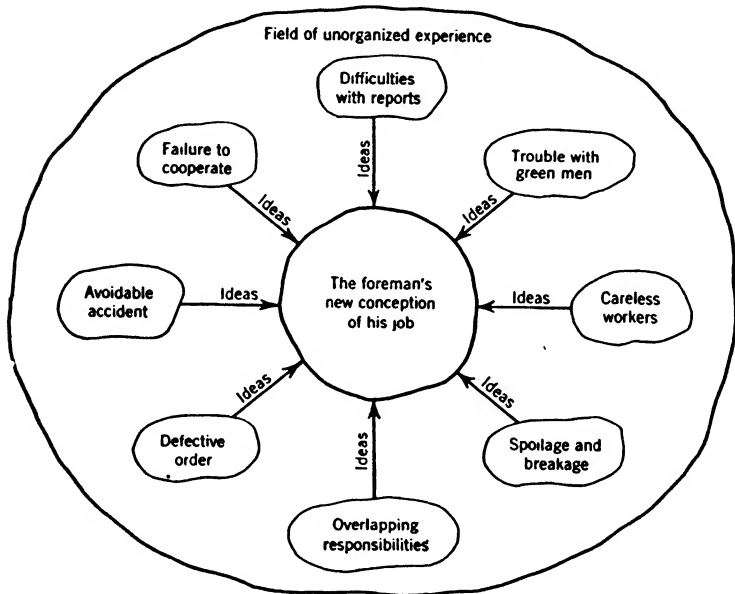 Field of unorganized experience
Difficulties
with reports
Failure to
cooperate
Ideas
Trouble with
green men
Ideas
Ideas
Avoidable
accident
Ideas
The foreman's
new conception
of his job
Ideas
Careless
workers
Ideas
Ideas
Defective
order
Ideas
Spoilage and
breakage
Overlapping
responsibilities